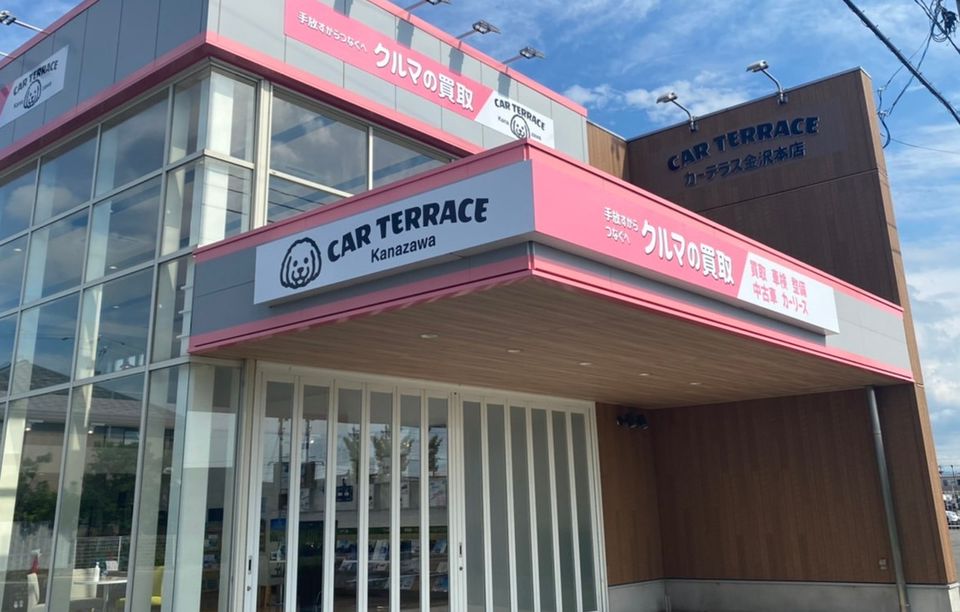 手放すからつなぐへ クルマの買取
CAR TERRACE
Kanazawa
CAR TERRACE
CAR TERRACE
カーテラス金沢本店
CAR TERRACE
Kanazawa
手放すから
つなぐへ
クルマの買取
買取 車検 整備
中古車 カーリース